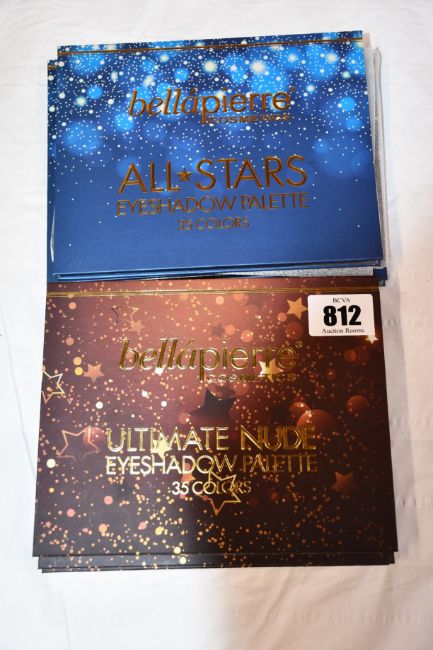 bellápierre®
COSMETICS
ALL★STARS
EYESHADOW PALETTE
35 COLORS
BCVA
812
Auction Rooms
bellápierre®
COSMETICS
ULTIMATE NUDE
EYESHADOW PALETTE
35 COLORS